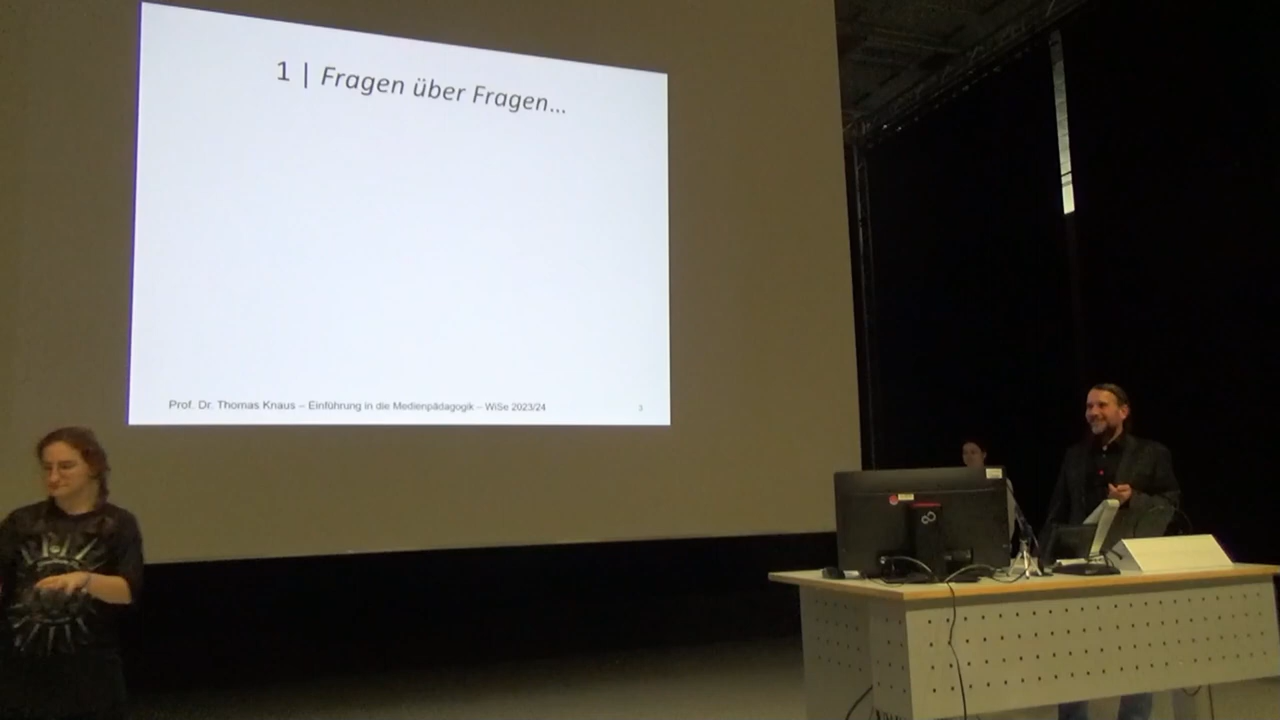 1 | Fragen über Fragen...
Prof. Dr. Thomas Knaus – Einführung in die Medienpädagogik – WiSe 2023/24
3